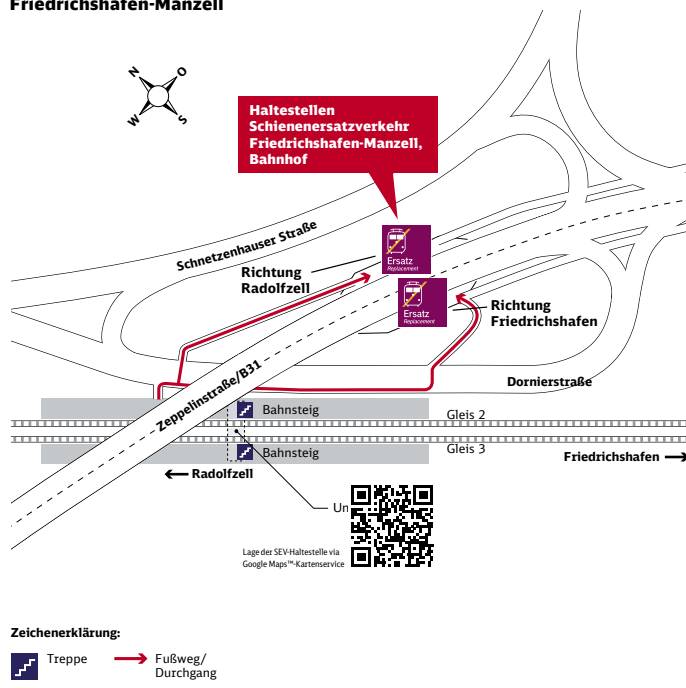 Friedrichshafen-Manzell
N
O
W
S
Haltestellen
Schienenersatzverkehr
Friedrichshafen-Manzell,
Bahnhof
Schnetzenhauser Straße
Ersatz
Replacement
Richtung
Radolfzell
Ersatz
Replacement
Richtung
Friedrichshafen
Zeppelinstraße/B31
Dornierstraße
Bahnsteig
Gleis 2
Bahnsteig
Gleis 3
Friedrichshafen
Radolfzell
Un
Lage der SEV-Haltestelle via
Google Maps™-Kartenservice
Zeichenerklärung:
Treppe
Fußweg/
Durchgang